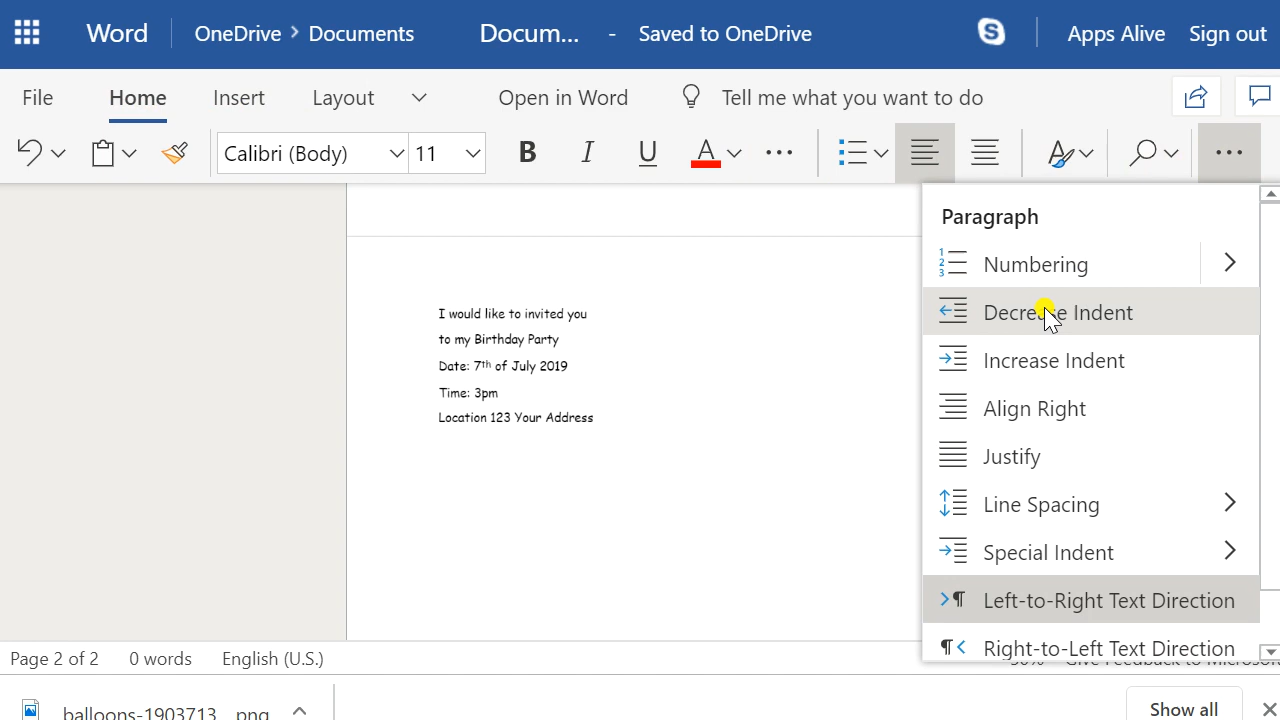 Word OneDrive > Documents Docum... - Saved to OneDrive Apps Alive Sign out
File Home Insert Layout Open in Word Tell me what you want to do
Calibri (Body) 11 B I U A ...
Paragraph
Numbering
Decrease Indent
Increase Indent
Align Right
Justify
Line Spacing
Special Indent
Left-to-Right Text Direction
Right-to-Left Text Direction
I would like to invited you
to my Birthday Party
Date: 7th of July 2019
Time: 3pm
Location 123 Your Address
Page 2 of 2 0 words English (U.S.)
balloons-1903713....png Show all